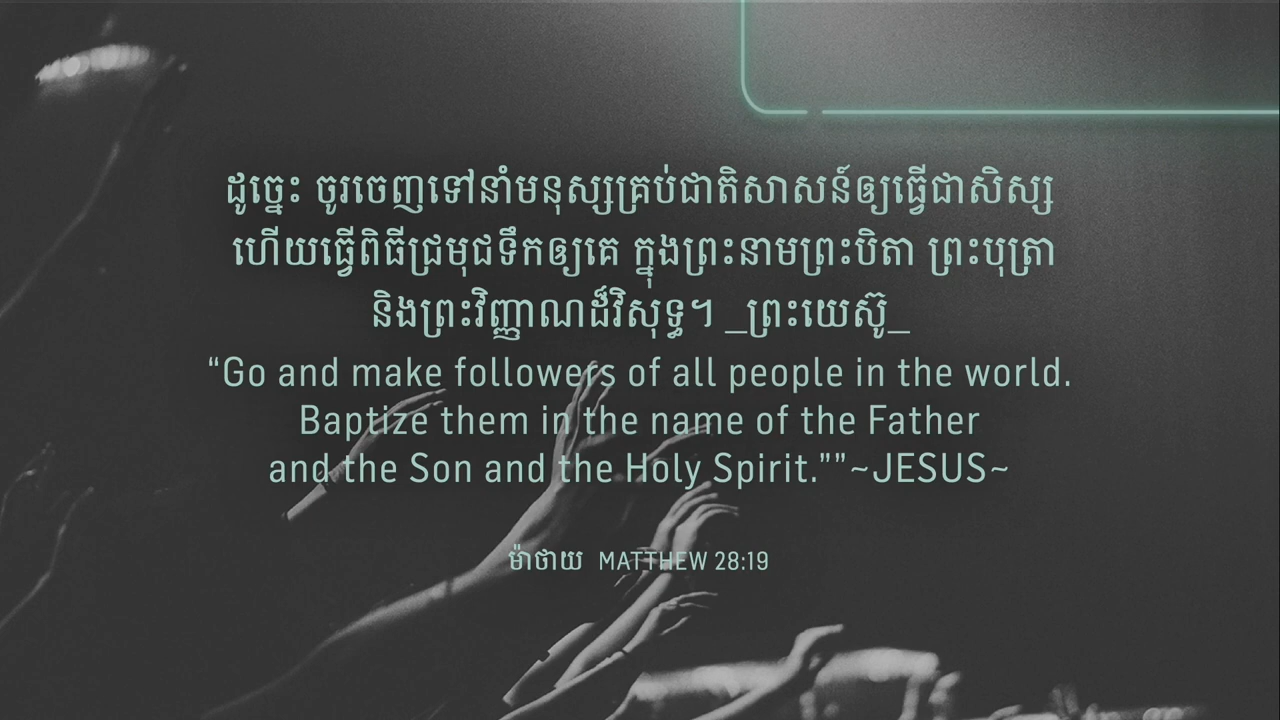 ដូច្នេះ ចូរចេញទៅនាំមនុស្សគ្រប់ជាតិសាសន៍ឲ្យធ្វើជាសិស្ស
ហើយធ្វើពិធីជ្រមុជទឹកឲ្យគេ ក្នុងព្រះនាមព្រះបិតា ព្រះបុត្រា
និងព្រះវិញ្ញាណដ៏វិសុទ្ធ។ _ព្រះយេស៊ូ_
“Go and make followers of all people in the world.
Baptize them in the name of the Father
and the Son and the Holy Spirit.””~JESUS~
ម៉ាថាយ MATTHEW 28:19